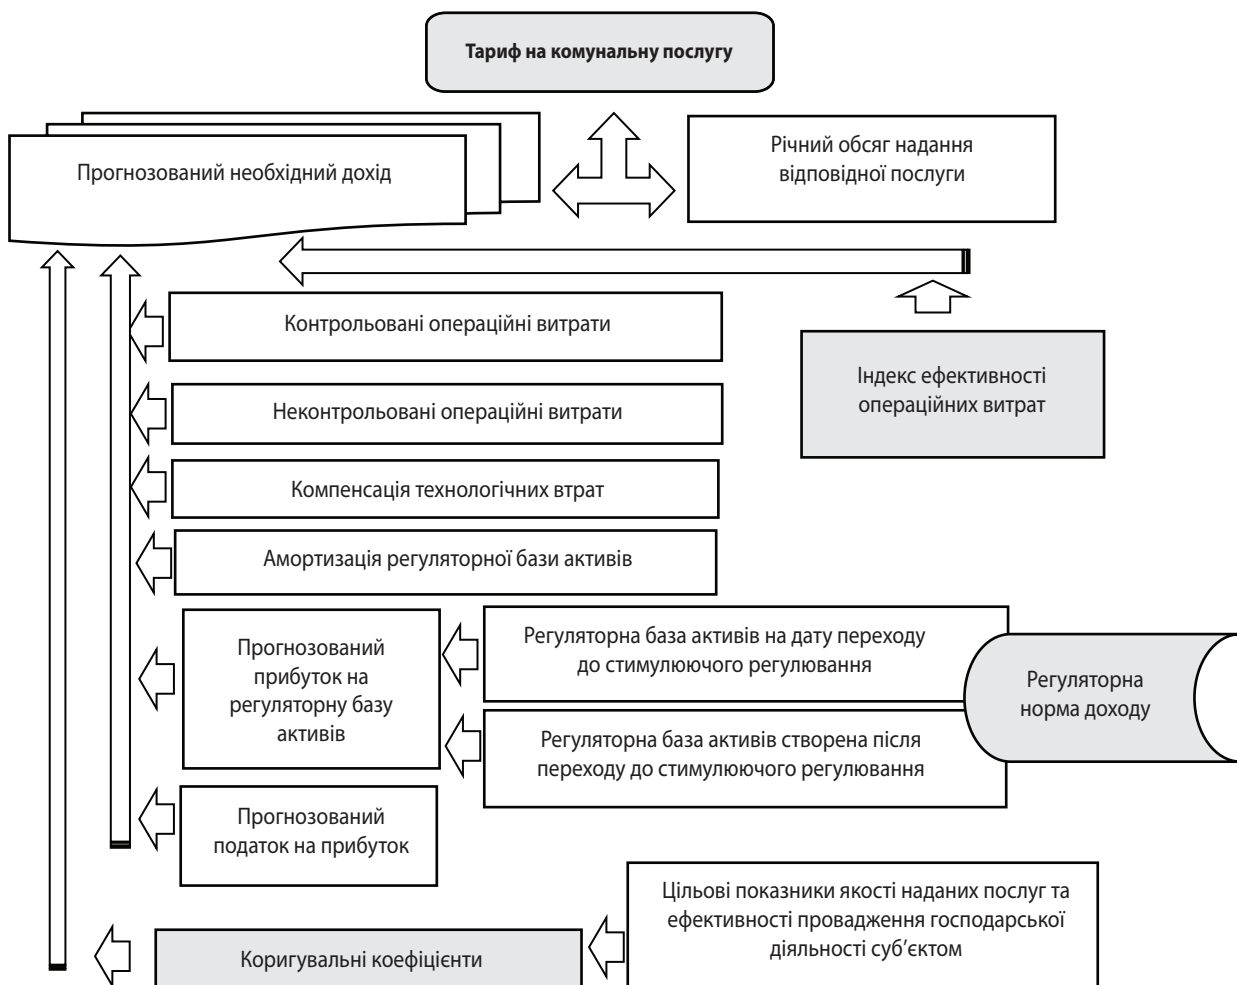 Тариф на комунальну послугу
Прогнозований необхідний дохід
Річний обсяг надання
відповідної послуги
Контрольовані операційні витрати
Індекс ефективності
операційних витрат
Неконтрольовані операційні витрати
Компенсація технологічних втрат
Амортизація регуляторної бази активів
Прогнозований
прибуток на
регуляторну базу
активів
Регуляторна база активів на дату переходу
до стимулюючого регулювання
Регуляторна
норма доходу
Регуляторна база активів створена після
переходу до стимулюючого регулювання
Прогнозований
податок на прибуток
Цільові показники якості наданих послуг та
ефективності провадження господарської
діяльності суб’єктом
Коригувальні коефіцієнти